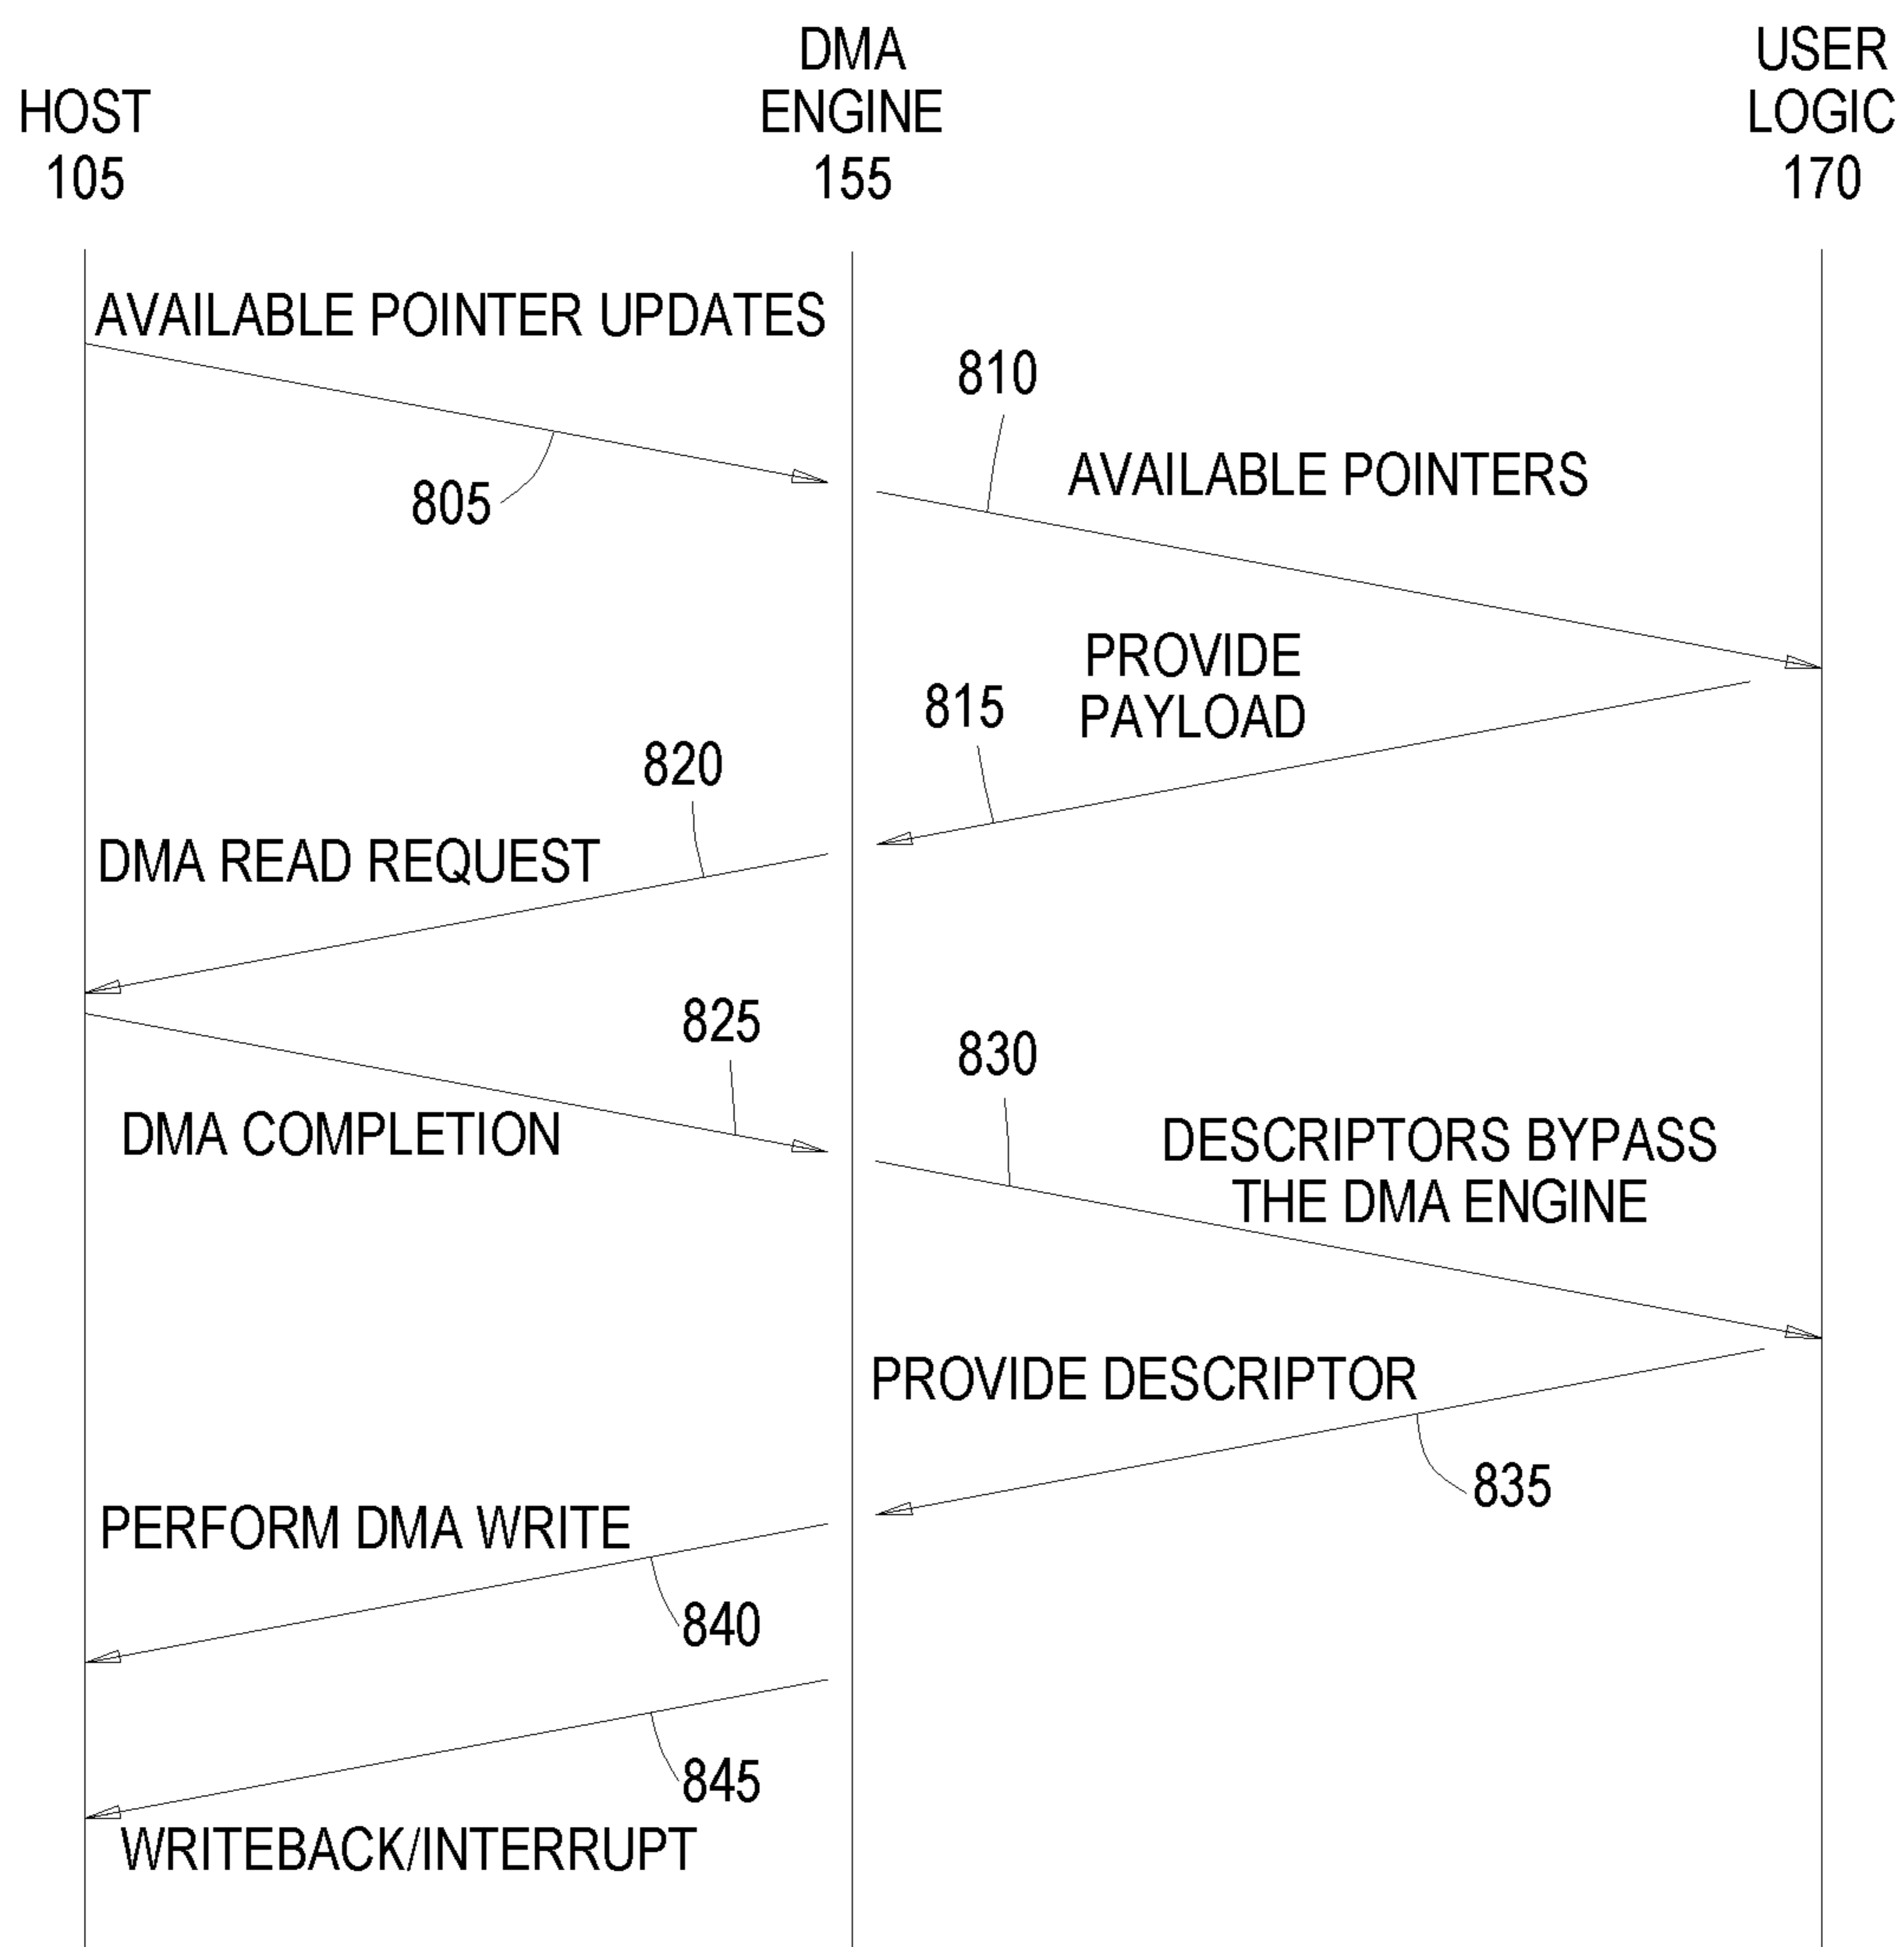 HOST
105
DMA
ENGINE
155
USER
LOGIC
170
AVAILABLE POINTER UPDATES
805
810
AVAILABLE POINTERS
PROVIDE
PAYLOAD
815
820
DMA READ REQUEST
825
DMA COMPLETION
830
DESCRIPTORS BYPASS
THE DMA ENGINE
PROVIDE DESCRIPTOR
835
PERFORM DMA WRITE
840
845
WRITEBACK/INTERRUPT